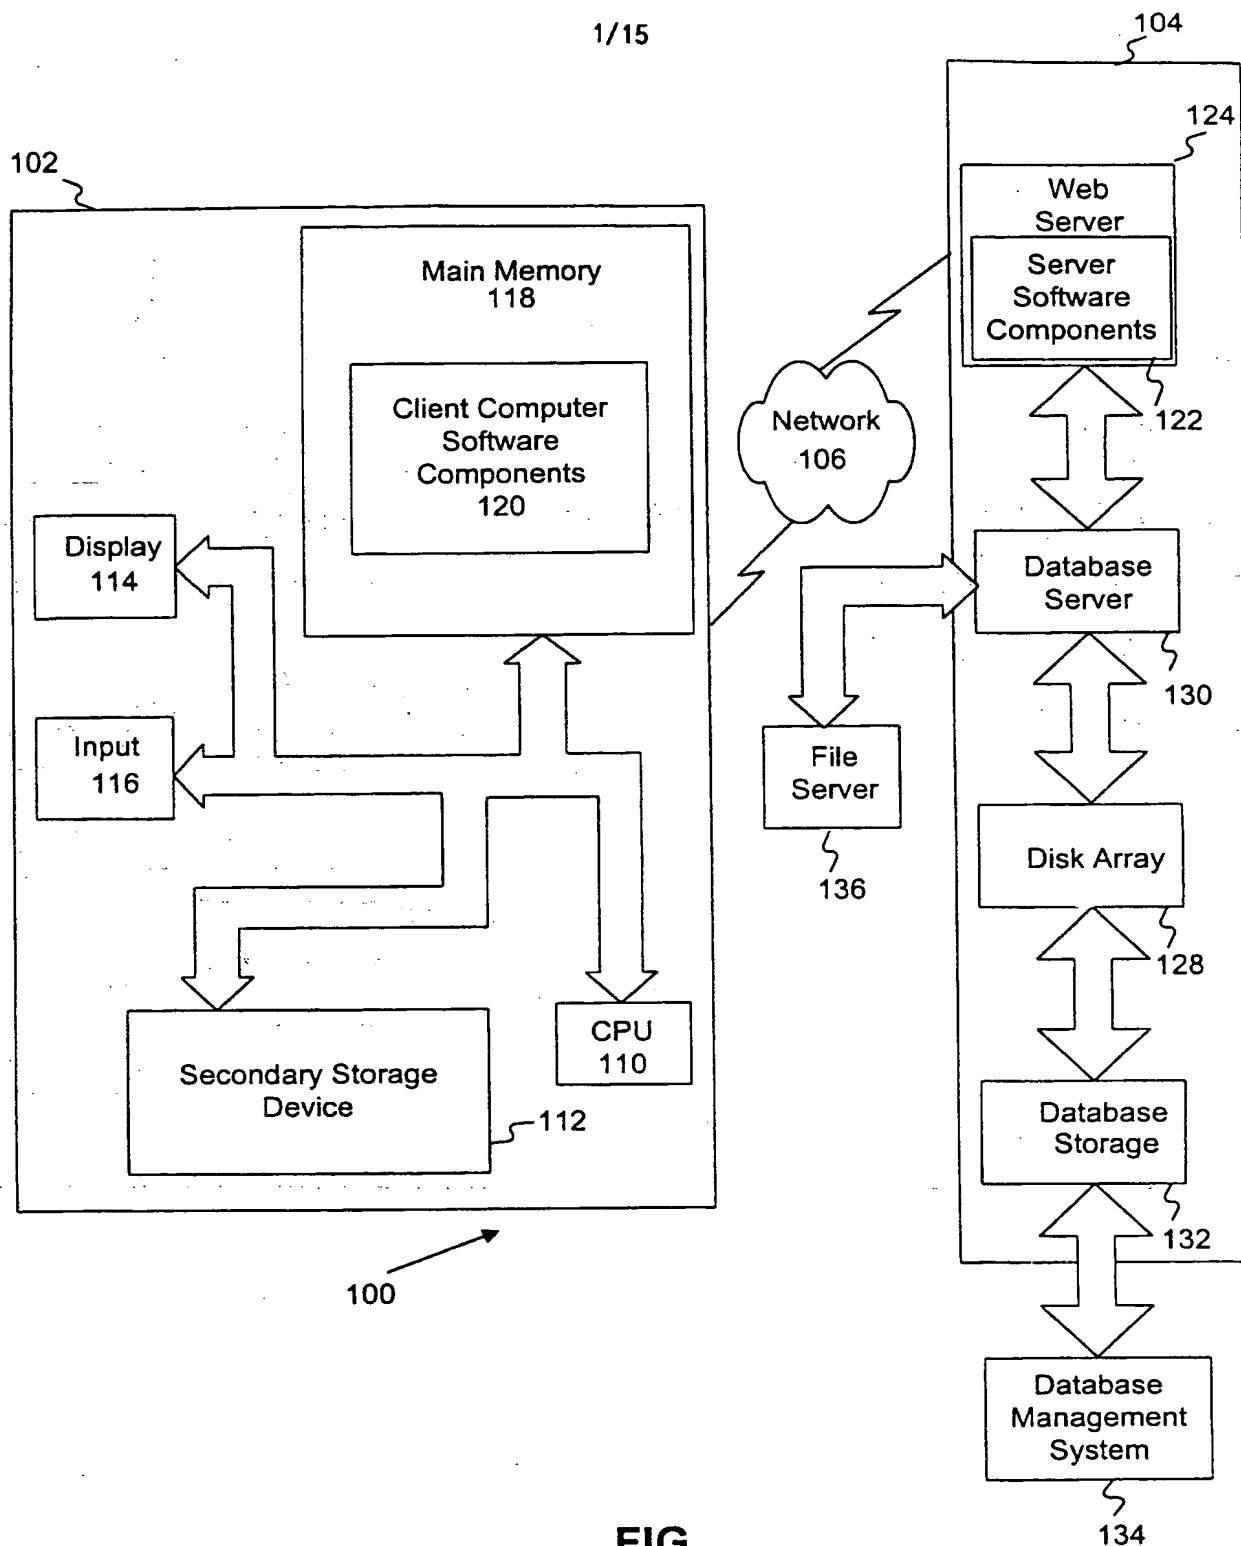 1/15
104
102
124
Web
Server
Server
Software
Components
122
Main Memory
118
Client Computer
Software
Components
120
Network
106
Display
114
Database
Server
130
Input
116
File
Server
136
Disk Array
128
Secondary Storage
Device
112
CPU
110
Database
Storage
132
100
Database
Management
System
134
FIG